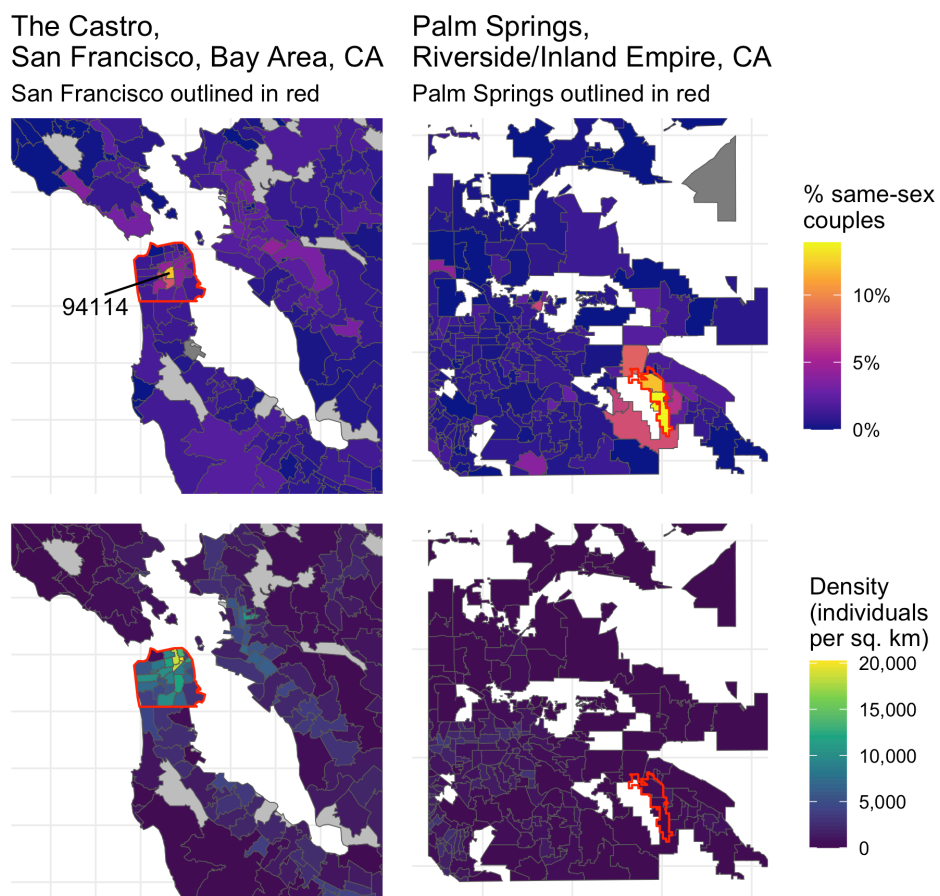 The Castro,
San Francisco, Bay Area, CA
San Francisco outlined in red
94114
Palm Springs,
Riverside/Inland Empire, CA
Palm Springs outlined in red
% same-sex
couples
10%
5%
0%
Density
(individuals
per sq. km)
20,000
15,000
10,000
5,000
0